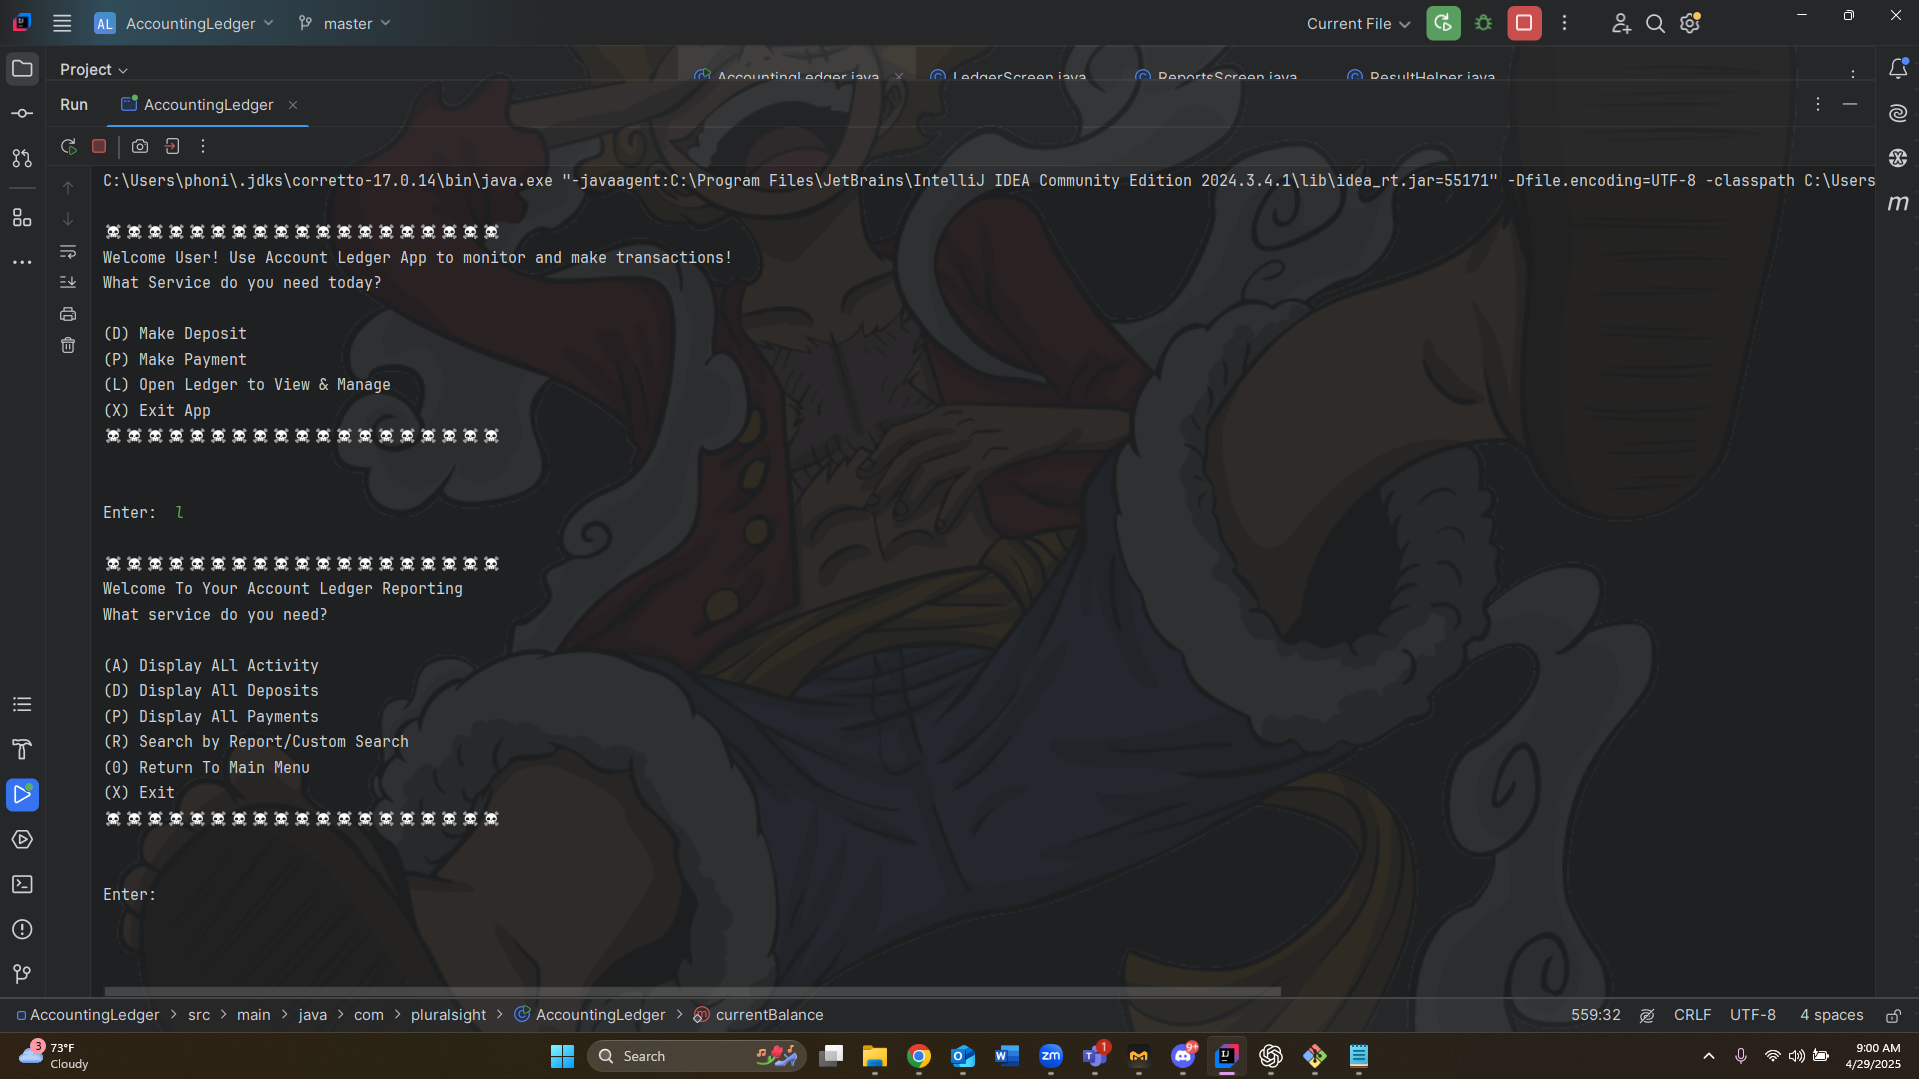 AL AccountingLedger master Current File
Project
AccountingLedger.java LedgerScreen.java ReportsScreen.java ResultHelper.java
Run AccountingLedger
C:\Users\phoni\.jdks\corretto-17.0.14\bin\java.exe "-javaagent:C:\Program Files\JetBrains\IntelliJ IDEA Community Edition 2024.3.4.1\lib\idea_rt.jar=55171" -Dfile.encoding=UTF-8 -classpath C:\Users
☠☠☠☠☠☠☠☠☠☠☠☠☠☠☠☠☠☠☠
Welcome User! Use Account Ledger App to monitor and make transactions!
What Service do you need today?
(D) Make Deposit
(P) Make Payment
(L) Open Ledger to View & Manage
(X) Exit App
☠☠☠☠☠☠☠☠☠☠☠☠☠☠☠☠☠☠☠
Enter: l
☠☠☠☠☠☠☠☠☠☠☠☠☠☠☠☠☠☠☠
Welcome To Your Account Ledger Reporting
What service do you need?
(A) Display ALL Activity
(D) Display All Deposits
(P) Display All Payments
(R) Search by Report/Custom Search
(0) Return To Main Menu
(X) Exit
☠☠☠☠☠☠☠☠☠☠☠☠☠☠☠☠☠☠☠
Enter:
AccountingLedger > src > main > java > com > pluralsight > AccountingLedger > currentBalance 559:32 CRLF UTF-8 4 spaces
3 73°F Search 1 9+ 9:00 AM
Cloudy 4/29/2025